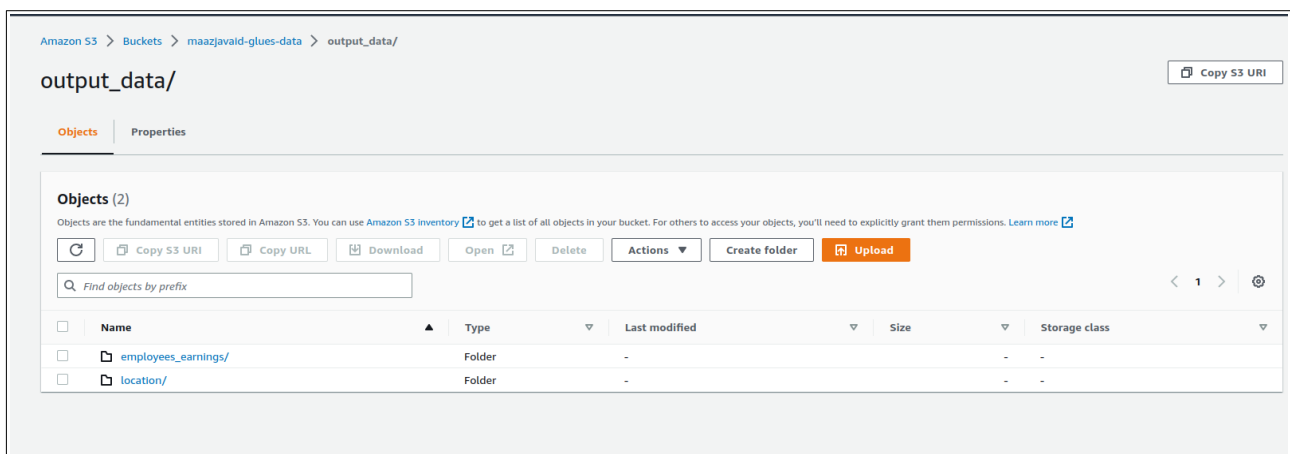 Amazon S3 > Buckets > maazjavaid-glues-data > output_data/
output_data/
Copy S3 URI
Objects Properties
Objects (2)
Objects are the fundamental entities stored in Amazon S3. You can use Amazon S3 inventory to get a list of all objects in your bucket. For others to access your objects, you'll need to explicitly grant them permissions. Learn more
Copy S3 URI Copy URL Download Open Delete Actions Create folder Upload
Find objects by prefix
< 1 >
Name Type Last modified Size Storage class
employees_earnings/ Folder - - -
location/ Folder - - -